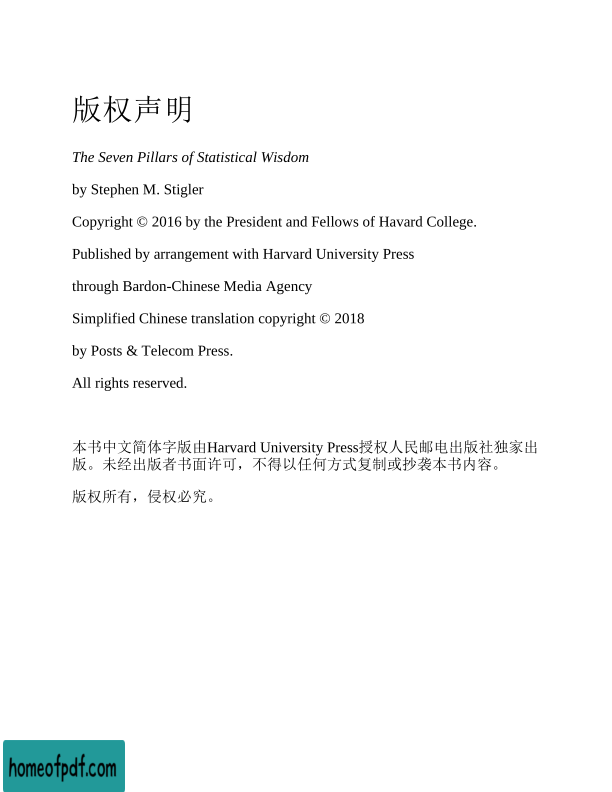 版权声明
The Seven Pillars of Statistical Wisdom
by Stephen M. Stigler
Copyright © 2016 by the President and Fellows of Havard College.
Published by arrangement with Harvard University Press
through Bardon-Chinese Media Agency
Simplified Chinese translation copyright © 2018
by Posts & Telecom Press.
All rights reserved.
本书中文简体字版由Harvard University Press授权人民邮电出版社独家出
版。未经出版者书面许可，不得以任何方式复制或抄袭本书内容。
版权所有，侵权必究。
homeofpdf.com